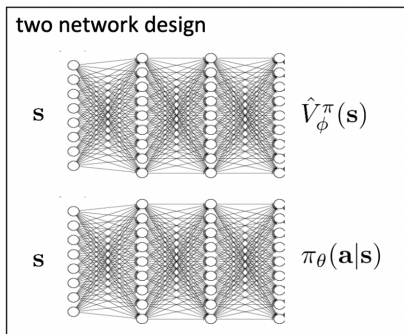 two network design
s
V̂^π_ϕ(s)
s
π_θ(a|s)